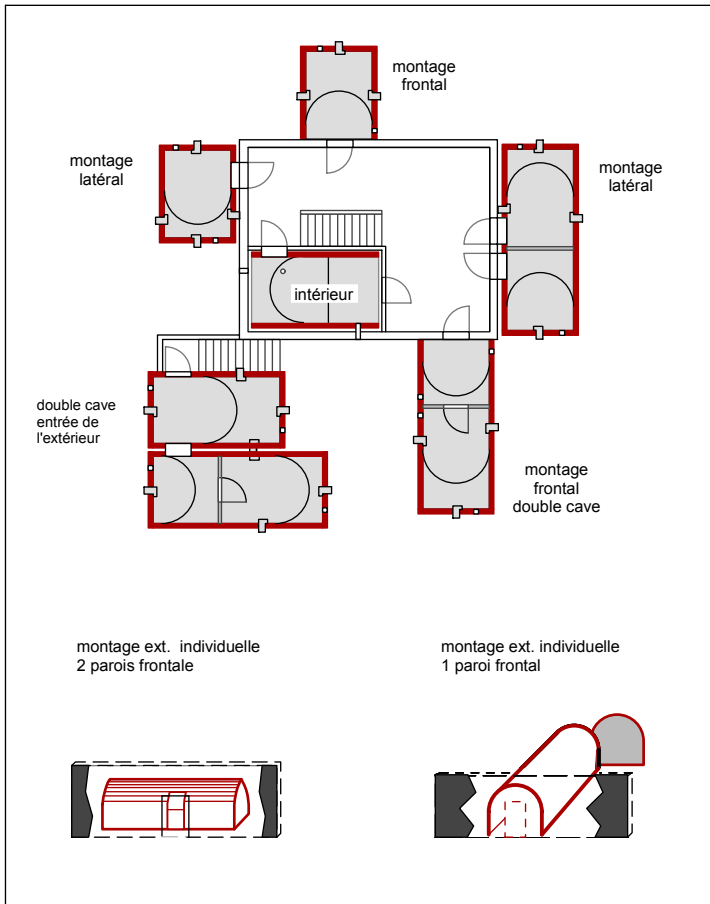 montage
frontal
montage
latéral
montage
latéral
intérieur
double cave
entrée de
l'extérieur
montage
frontal
double cave
montage ext.  individuelle
2 parois frontale
montage ext. individuelle
1 paroi frontal